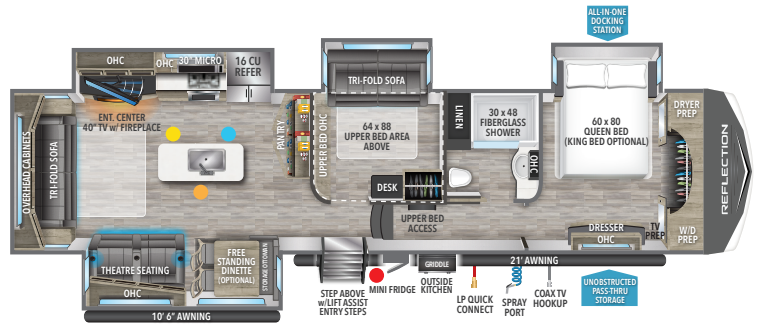 ALL-IN-ONE
DOCKING
STATION
OHC
OHC
30" MICRO
16 CU
REFER
ENT. CENTER
40" TV w/ FIREPLACE
OVERHEAD CABINETS
TRI-FOLD SOFA
PANTRY
UPPER BED OHC
TRI-FOLD SOFA
64 x 88
UPPER BED AREA
ABOVE
DESK
UPPER BED
ACCESS
LINEN
30 x 48
FIBERGLASS
SHOWER
OHC
60 x 80
QUEEN BED
(KING BED OPTIONAL)
DRYER
PREP
W/D
PREP
TV
PREP
DRESSER
OHC
REFLECTION
THEATRE SEATING
OHC
FREE
STANDING
DINETTE
(OPTIONAL)
STORAGE OTTOMAN
10' 6" AWNING
21' AWNING
STEP ABOVE
w/LIFT ASSIST
ENTRY STEPS
MINI FRIDGE
GRIDDLE
OUTSIDE
KITCHEN
LP QUICK
CONNECT
SPRAY
PORT
COAX TV
HOOKUP
UNOBSTRUCTED
PASS-THRU
STORAGE